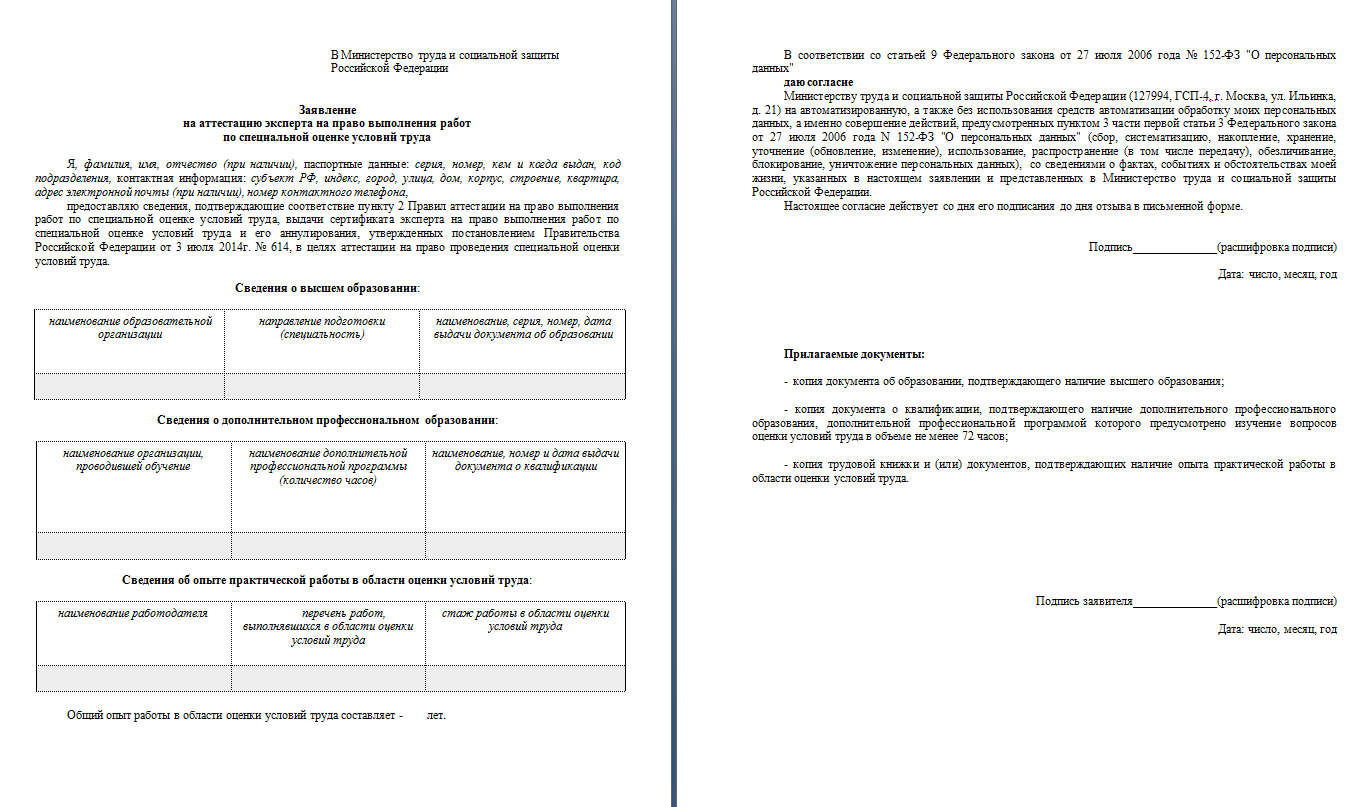 В Министерство труда и социальной защиты
Российской Федерации
Заявление
на аттестацию эксперта на право выполнения работ
по специальной оценке условий труда
Я, фамилия, имя, отчество (при наличии), паспортные данные: серия, номер, кем и когда выдан, код
подразделения, контактная информация: субъект РФ, индекс, город, улица, дом, корпус, строение, квартира,
адрес электронной почты (при наличии), номер контактного телефона,
предоставляю сведения, подтверждающие соответствие пункту 2 Правил аттестации на право выполнения
работ по специальной оценке условий труда, выдачи сертификата эксперта на право выполнения работ по
специальной оценке условий труда и его аннулирования, утвержденных постановлением Правительства
Российской Федерации от 3 июля 2014г. № 614, в целях аттестации на право проведения специальной оценки
условий труда.
Сведения о высшем образовании:
наименование образовательной
организации
направление подготовки
(специальность)
наименование, серия, номер, дата
выдачи документа об образовании
Сведения о дополнительном профессиональном образовании:
наименование организации,
проводившей обучение
наименование дополнительной
профессиональной программы
(количество часов)
наименование, номер и дата выдачи
документа о квалификации
Сведения об опыте практической работы в области оценки условий труда:
наименование работодателя
перечень работ,
выполнявшихся в области оценки
условий труда
стаж работы в области оценки
условий труда
Общий опыт работы в области оценки условий труда составляет - лет.
В соответствии со статьей 9 Федерального закона от 27 июля 2006 года № 152-ФЗ "О персональных
данных"
даю согласие
Министерству труда и социальной защиты Российской Федерации (127994, ГСП-4, г. Москва, ул. Ильинка,
д. 21) на автоматизированную, а также без использования средств автоматизации обработку моих персональных
данных, а именно совершение действий, предусмотренных пунктом 3 части первой статьи 3 Федерального закона
от 27 июля 2006 года N 152-ФЗ "О персональных данных" (сбор, систематизацию, накопление, хранение,
уточнение (обновление, изменение), использование, распространение (в том числе передачу), обезличивание,
блокирование, уничтожение персональных данных), со сведениями о фактах, событиях и обстоятельствах моей
жизни, указанных в настоящем заявлении и представленных в Министерство труда и социальной защиты
Российской Федерации.
Настоящее согласие действует со дня его подписания до дня отзыва в письменной форме.
Подпись______________(расшифровка подписи)
Дата: число, месяц, год
Прилагаемые документы:
- копия документа об образовании, подтверждающего наличие высшего образования;
- копия документа о квалификации, подтверждающего наличие дополнительного профессионального
образования, дополнительной профессиональной программой которого предусмотрено изучение вопросов
оценки условий труда в объеме не менее 72 часов;
- копия трудовой книжки и (или) документов, подтверждающих наличие опыта практической работы в
области оценки условий труда.
Подпись заявителя______________(расшифровка подписи)
Дата: число, месяц, год